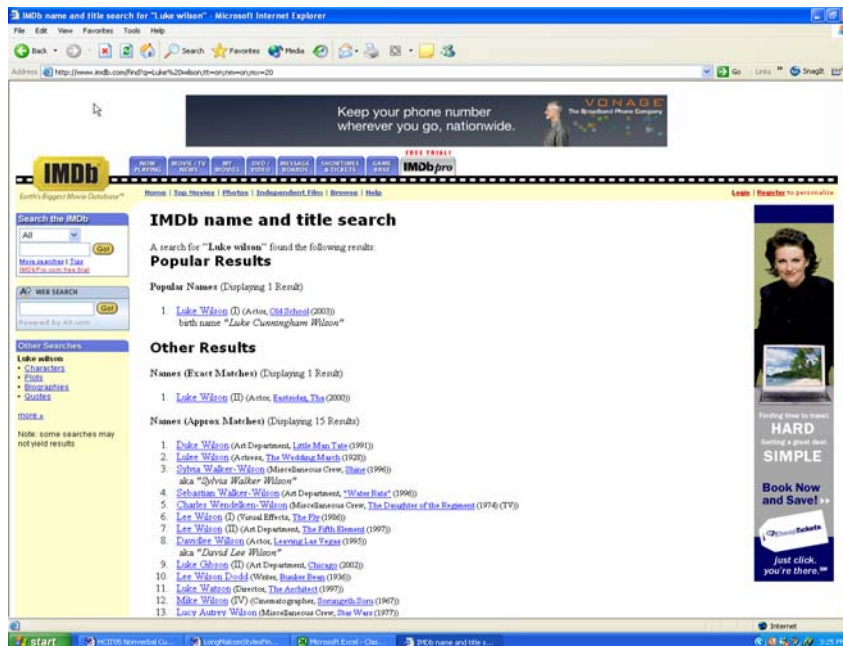 IMDb name and title search for "Luke wilson" - Microsoft Internet Explorer
File Edit View Favorites Tools Help
Back Search Favorites Media
Address http://www.imdb.com/find?q=Luke%20wilson;tt=on;nm=on;mx=20 Go Links SnagIt
Keep your phone number
wherever you go, nationwide.
VONAGE
The Broadband Phone Company
FREE TRIAL!
NOW PLAYING MOVIE / TV NEWS MY MOVIES DVD / VIDEO MESSAGE BOARDS SHOWTIMES & TICKETS GAME BASE IMDbpro
IMDb
Earth's Biggest Movie Database™
Home | Top Movies | Photos | Independent Film | Browse | Help
Login | Register to personalize
Search the IMDb
All
Go!
More searches | Tips
IMDbPro.com free trial
WEB SEARCH
Go!
Powered by A9.com
Other Searches
Luke wilson
• Characters
• Plots
• Biographies
• Quotes
more »
Note: some searches may
not yield results
IMDb name and title search
A search for "Luke wilson" found the following results:
Popular Results
Popular Names (Displaying 1 Result)
1. Luke Wilson (I) (Actor, Old School (2003))
birth name "Luke Cunningham Wilson"
Other Results
Names (Exact Matches) (Displaying 1 Result)
1. Luke Wilson (II) (Actor, Eastsidaz, Tha (2000))
Names (Approx Matches) (Displaying 15 Results)
1. Duke Wilson (Art Department, Little Man Tate (1991))
2. Lulee Wilson (Actress, The Wedding March (1928))
3. Sylvia Walker-Wilson (Miscellaneous Crew, Shine (1996))
aka "Sylvia Walker Wilson"
4. Sebastian Walker-Wilson (Art Department, "Water Rats" (1996))
5. Charles Wendelken-Wilson (Miscellaneous Crew, The Daughter of the Regiment (1974) (TV))
6. Lee Wilson (I) (Visual Effects, The Fly (1986))
7. Lee Wilson (II) (Art Department, The Fifth Element (1997))
8. Davidlee Willson (Actor, Leaving Las Vegas (1995))
aka "David Lee Wilson"
9. Luke Gibson (II) (Art Department, Chicago (2002))
10. Lee Wilson Dodd (Writer, Bunker Bean (1936))
11. Luke Watson (Director, The Architect (1997))
12. Mike Wilson (IV) (Cinematographer, (1967))
13. Lucy Autrey Wilson (Miscellaneous Crew, Star Wars (1977))
Finding time to travel.
HARD
Getting a great deal.
SIMPLE
Book Now
and Save!
CheapTickets
just click.
you're there.
Internet
start HCII'05 Nonverbal Cu... LongMaicomStylesFin... Microsoft Excel - Clas... IMDb name and title s... 3:25 PM